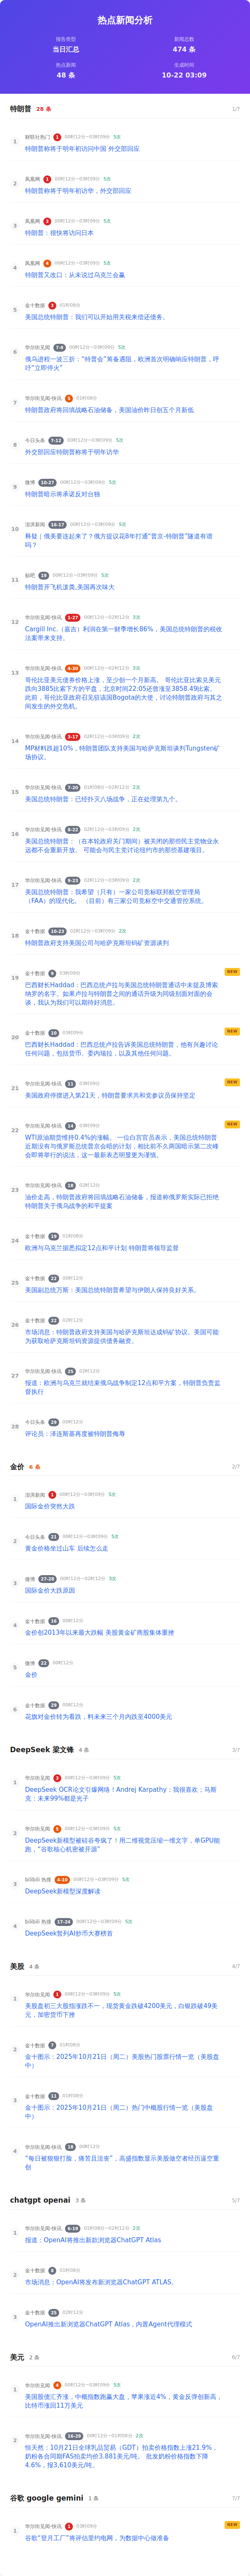 热点新闻分析
报告类型
新闻总数
当日汇总
474 条
热点新闻
生成时间
48 条
10-22 03:09
特朗普 28 条 1/7
1 财联社热门 1 00时12分~03时09分 5次
特朗普称将于明年初访问中国 外交部回应
2 凤凰网 1 00时12分~03时09分 5次
特朗普称将于明年初访华，外交部回应
3 凤凰网 3 00时12分~03时09分 5次
特朗普：很快将访问日本
4 凤凰网 4 00时12分~03时09分 5次
特朗普又改口：从未说过乌克兰会赢
5 金十数据 3 01时08分
美国总统特朗普：我们可以开始用关税来偿还债务。
6 华尔街见闻 7-9 00时12分~03时09分 5次
俄乌进程一波三折：“特普会”筹备遇阻，欧洲首次明确响应特朗普，呼
吁“立即停火”
7 华尔街见闻-快讯 5 01时08分
特朗普政府将回填战略石油储备，美国油价昨日创五个月新低
8 今日头条 7-12 00时12分~03时09分 5次
外交部回应特朗普称将于明年访华
9 微博 10-27 00时12分~03时09分 5次
特朗普暗示将承诺反对台独
10 澎湃新闻 16-17 00时12分~03时09分 5次
释疑｜俄美要连起来了？俄方提议花8年打通“普京-特朗普”隧道有谱
吗？
11 贴吧 19 00时12分~03时09分 5次
特朗普开飞机泼粪,美国再次味大
12 华尔街见闻-快讯 1-27 00时12分~02时12分 3次
Cargill Inc.（嘉吉）利润在第一财季增长86%，美国总统特朗普的税收
法案带来支持。
13 华尔街见闻-快讯 4-30 00时12分~02时12分 3次
哥伦比亚美元债券价格上涨，至少创一个月新高。 哥伦比亚比索兑美元
跌向3885比索下方的平盘，北京时间22:05还曾涨至3858.49比索。
此前，哥伦比亚政府召见驻该国Bogota的大使，讨论特朗普政府与其之
间发生的外交危机。
14 华尔街见闻-快讯 3-17 00时12分~02时09分 2次
MP材料跌超10%，特朗普团队支持美国与哈萨克斯坦谈判Tungsten矿
场协议。
15 华尔街见闻-快讯 7-20 01时08分~02时12分 2次
美国总统特朗普：已经扑灭八场战争，正在处理第九个。
16 华尔街见闻-快讯 8-22 00时12分~03时09分 2次
美国总统特朗普：（在本轮政府关门期间）被关闭的那些民主党物业永
远都不会重新开放。 可能会与民主党讨论纽约市的那些基建项目。
17 华尔街见闻-快讯 9-23 00时12分~03时09分 2次
美国总统特朗普：我希望（只有）一家公司竞标联邦航空管理局
（FAA）的现代化。 （目前）有三家公司竞标空中交通管控系统。
18 金十数据 10-23 02时12分~03时09分 2次
特朗普政府支持美国公司与哈萨克斯坦钨矿资源谈判
19 金十数据 9 03时09分 NEW
巴西财长Haddad：巴西总统卢拉与美国总统特朗普通话中未提及博索
纳罗的名字。如果卢拉与特朗普之间的通话升级为同级别面对面的会
谈，我认为我们可以期待好消息。
20 金十数据 10 03时09分 NEW
巴西财长Haddad：巴西总统卢拉告诉美国总统特朗普，他有兴趣讨论
任何问题，包括货币、委内瑞拉，以及其他任何问题。
21 华尔街见闻-快讯 11 03时09分 NEW
美国政府停摆进入第21天，特朗普要求共和党参议员保持坚定
22 华尔街见闻-快讯 14 03时09分 NEW
WTI原油期货维持0.4%的涨幅。 一位白宫官员表示，美国总统特朗普
近期没有与俄罗斯总统普京会晤的计划，相比前不久两国暗示第二次峰
会即将举行的说法，这一最新表态明显更为谨慎。
23 华尔街见闻-快讯 18 02时12分
油价走高，特朗普政府将回填战略石油储备，报道称俄罗斯实际已拒绝
特朗普关于俄乌战争的和平提案
24 金十数据 19 01时08分
欧洲与乌克兰据悉拟定12点和平计划 特朗普将领导监督
25 金十数据 22 00时12分
美国副总统万斯：美国总统特朗普希望与伊朗人保持良好关系。
26 金十数据 22 02时12分
市场消息：特朗普政府支持美国与哈萨克斯坦达成钨矿协议。美国可能
为获取哈萨克斯坦钨资源提供债务融资。
27 华尔街见闻-快讯 25 02时12分
报道：欧洲与乌克兰就结束俄乌战争制定12点和平方案，特朗普负责监
督执行
28 今日头条 29 00时12分
评论员：泽连斯基再度被特朗普侮辱
金价 6 条 2/7
1 澎湃新闻 1 00时12分~03时09分 5次
国际金价突然大跌
2 今日头条 21 00时12分~03时09分 5次
黄金价格坐过山车 后续怎么走
3 微博 27-28 00时12分~02时12分 3次
国际金价大跌原因
4 金十数据 16 00时12分
金价创2013年以来最大跌幅 美股黄金矿商股集体重挫
5 微博 22 00时12分
金价
6 金十数据 29 00时12分
花旗对金价转为看跌，料未来三个月内跌至4000美元
DeepSeek 梁文锋 4 条 3/7
1 华尔街见闻 3 00时12分~03时09分 5次
DeepSeek OCR论文引爆网络！Andrej Karpathy：我很喜欢；马斯
克：未来99%都是光子
2 华尔街见闻 5 00时12分~03时09分 5次
DeepSeek新模型被硅谷夸疯了！用二维视觉压缩一维文字，单GPU能
跑，“谷歌核心机密被开源”
3 bilibili 热搜 4-10 00时12分~03时09分 5次
DeepSeek新模型深度解读
4 bilibili 热搜 17-24 00时12分~03时09分 5次
DeepSeek暂列AI炒币大赛榜首
美股 4 条 4/7
1 华尔街见闻 1 00时12分~03时09分 5次
美股盘初三大股指涨跌不一，现货黄金跌破4200美元，白银跌破49美
元，加密货币下挫
2 金十数据 7 01时08分
金十图示：2025年10月21日（周二）美股热门股票行情一览（美股盘
中）
3 金十数据 11 01时08分
金十图示：2025年10月21日（周二）热门中概股行情一览（美股盘
中）
4 华尔街见闻-快讯 18 00时12分
“每日被狠狠打脸，痛苦且沮丧”，高盛指数显示美股做空者经历逼空重
创
chatgpt openai 3 条 5/7
1 华尔街见闻-快讯 6-19 01时08分~02时12分 2次
报道：OpenAI将推出新款浏览器ChatGPT Atlas
2 金十数据 8 01时08分
市场消息：OpenAI将发布新浏览器ChatGPT ATLAS。
3 金十数据 25 02时12分
OpenAI推出新浏览器ChatGPT Atlas，内置Agent代理模式
美元 2 条 6/7
1 华尔街见闻 4 00时12分~03时09分 5次
美国股债汇齐涨，中概指数跑赢大盘，苹果涨近4%，黄金反弹创新高，
比特币涨回11万美元
2 华尔街见闻-快讯 16-29 00时12分~01时08分 2次
恒天然：10月21日全球乳品贸易（GDT）拍卖价格指数上涨21.9%，
奶粉各合同期FAS拍卖均价3.881美元/吨。 批发奶粉价格指数下降
4.6%，报3,610美元/吨。
谷歌 google gemini 1 条 7/7
1 华尔街见闻-快讯 1 03时09分 NEW
谷歌“登月工厂”将评估里约电网，为数据中心做准备